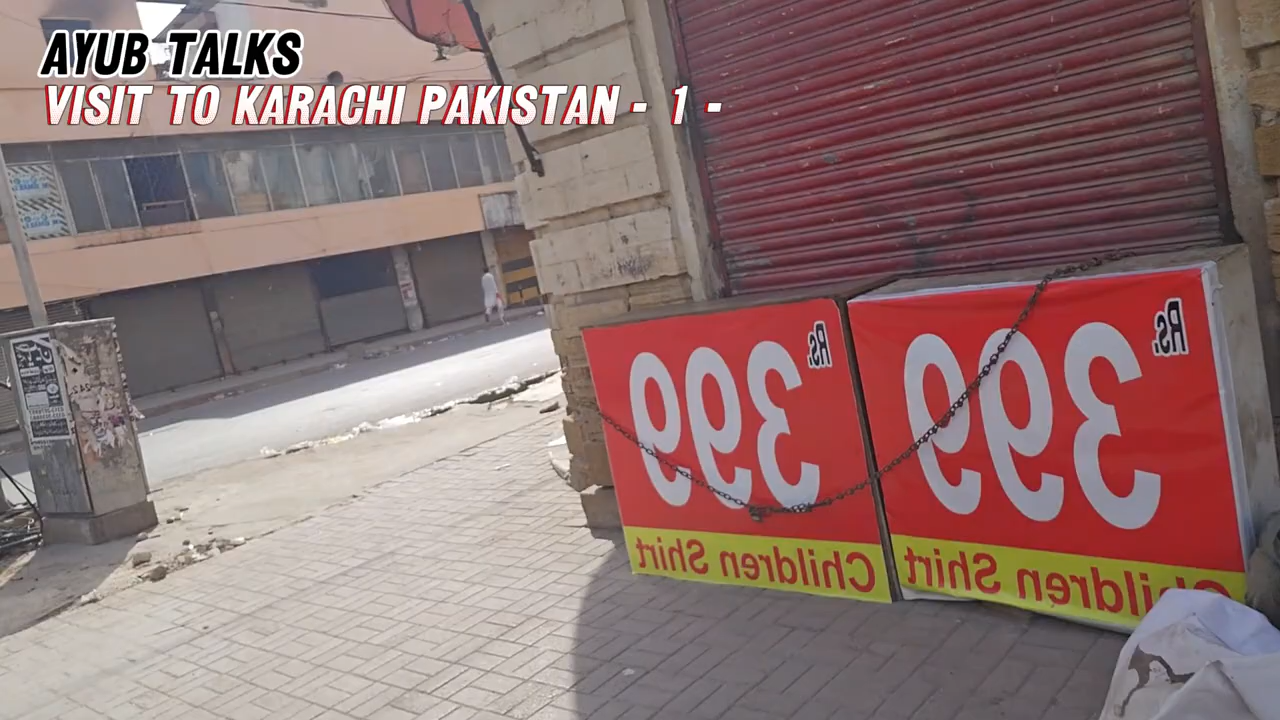 AYUB TALKS
VISIT TO KARACHI PAKISTAN - 1 -
Rs.
399
Children Shirt
Rs.
399
Children Shirt